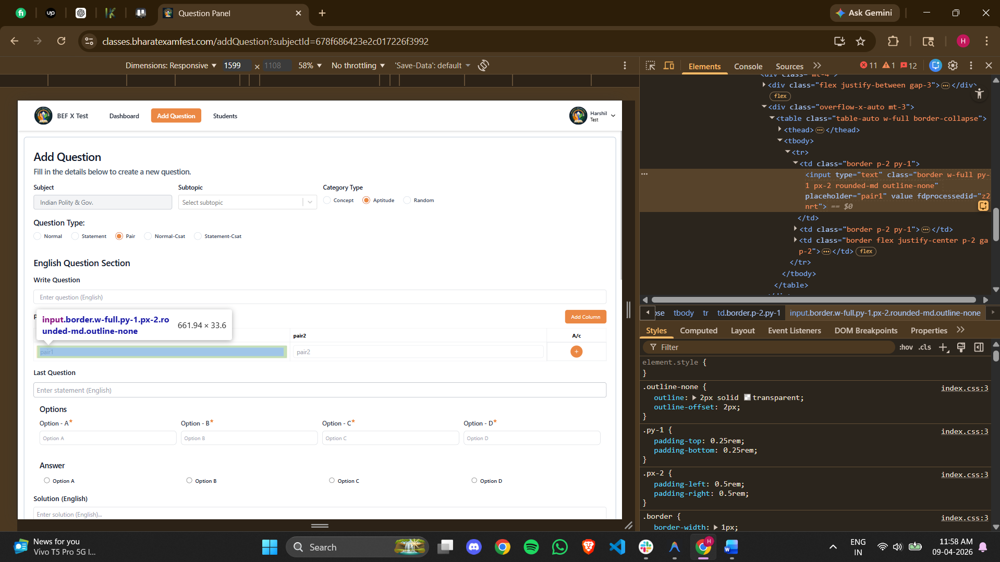 up
Question Panel
Ask Gemini
classes.bharatexamfest.com/addQuestion?subjectId=678f686423e2c017226f3992
H
Dimensions: Responsive 1599 × 1108 58% No throttling 'Save-Data': default
Elements Console Sources 11 1 12
<div class="mt-4">
<div class="flex justify-between gap-3"> ⋯ </div>
flex
<div class="overflow-x-auto mt-3">
<table class="table-auto w-full border-collapse">
<thead> ⋯ </thead>
<tbody>
<tr>
<td class="border p-2 py-1">
<input type="text" class="border w-full py-
1 px-2 rounded-md outline-none"
placeholder="pair1" value fdprocessedid="z2
nrt"> == $0
</td>
<td class="border p-2 py-1"> ⋯ </td>
<td class="border flex justify-center p-2 ga
p-2"> ⋯ </td> flex
</tr>
</tbody>
</table>
pse tbody tr td.border.p-2.py-1 input.border.w-full.py-1.px-2.rounded-md.outline-none
Styles Computed Layout Event Listeners DOM Breakpoints Properties
Filter :hov .cls
element.style {
}
.outline-none { index.css:3
outline: 2px solid transparent;
outline-offset: 2px;
}
.py-1 { index.css:3
padding-top: 0.25rem;
padding-bottom: 0.25rem;
}
.px-2 { index.css:3
padding-left: 0.5rem;
padding-right: 0.5rem;
}
.border { index.css:3
border-width: 1px;
BEF X Test Dashboard Add Question Students Harshil
Test
Add Question
Fill in the details below to create a new question.
Subject Subtopic Category Type
Indian Polity & Gov. Select subtopic Concept Aptitude Random
Question Type:
Normal Statement Pair Normal-Csat Statement-Csat
English Question Section
Write Question
Enter question (English)
input.border.w-full.py-1.px-2.ro
unded-md.outline-none 661.94 × 33.6
Add Column
pair2 A/c
pair1 pair2 +
Last Question
Enter statement (English)
Options
Option - A* Option - B* Option - C* Option - D*
Option A Option B Option C Option D
Answer
Option A Option B Option C Option D
Solution (English)
Enter solution (English)...
News for you
Vivo T5 Pro 5G l...
Search
H
ENG
IN
11:58 AM
09-04-2026